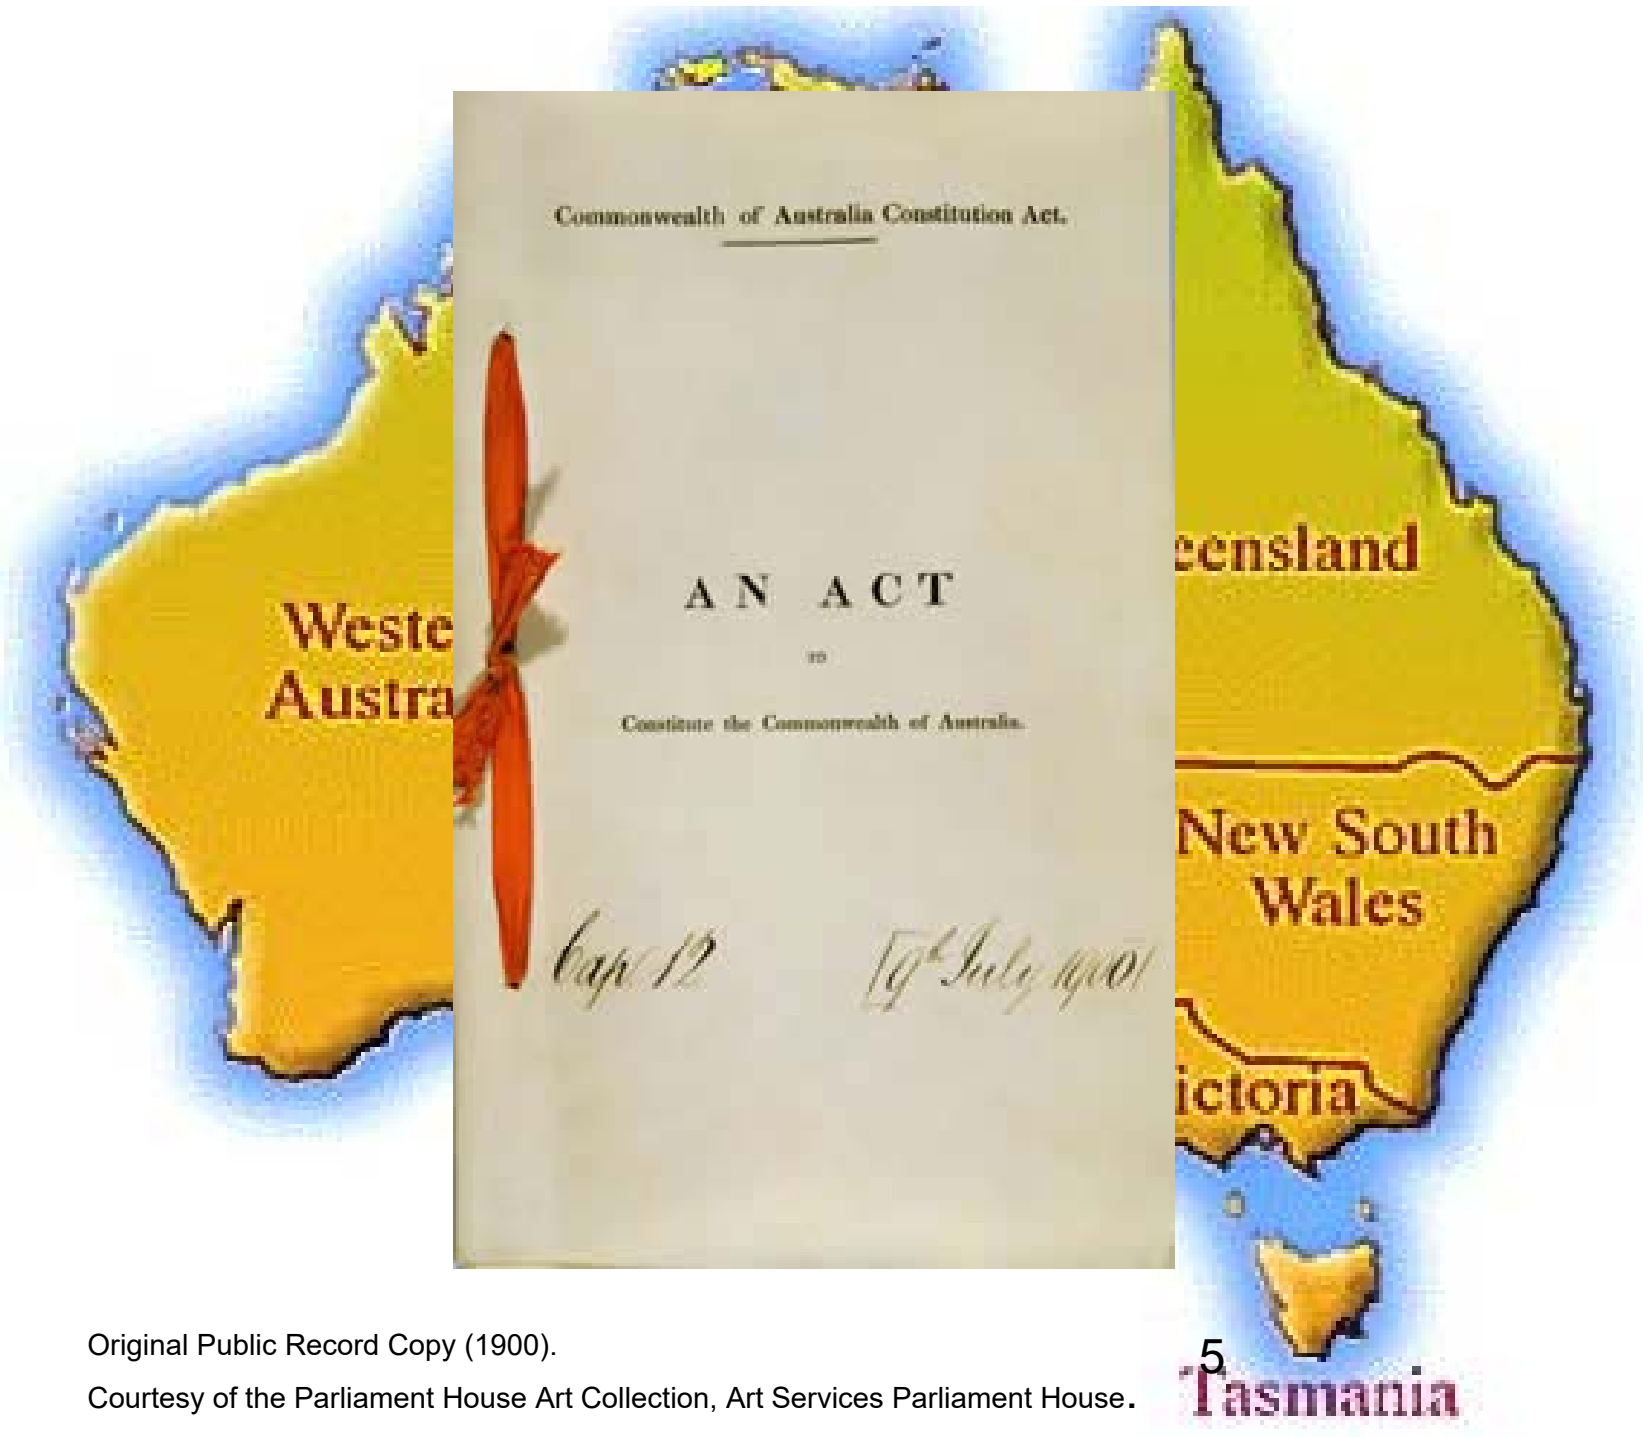 Commonwealth of Australia Constitution Act.
AN ACT
TO
Constitute the Commonwealth of Australia.
Cap 12 [9th July 1900]
eensland
Weste
Austra
New South
Wales
ictoria
Tasmania
Original Public Record Copy (1900).
Courtesy of the Parliament House Art Collection, Art Services Parliament House.
5